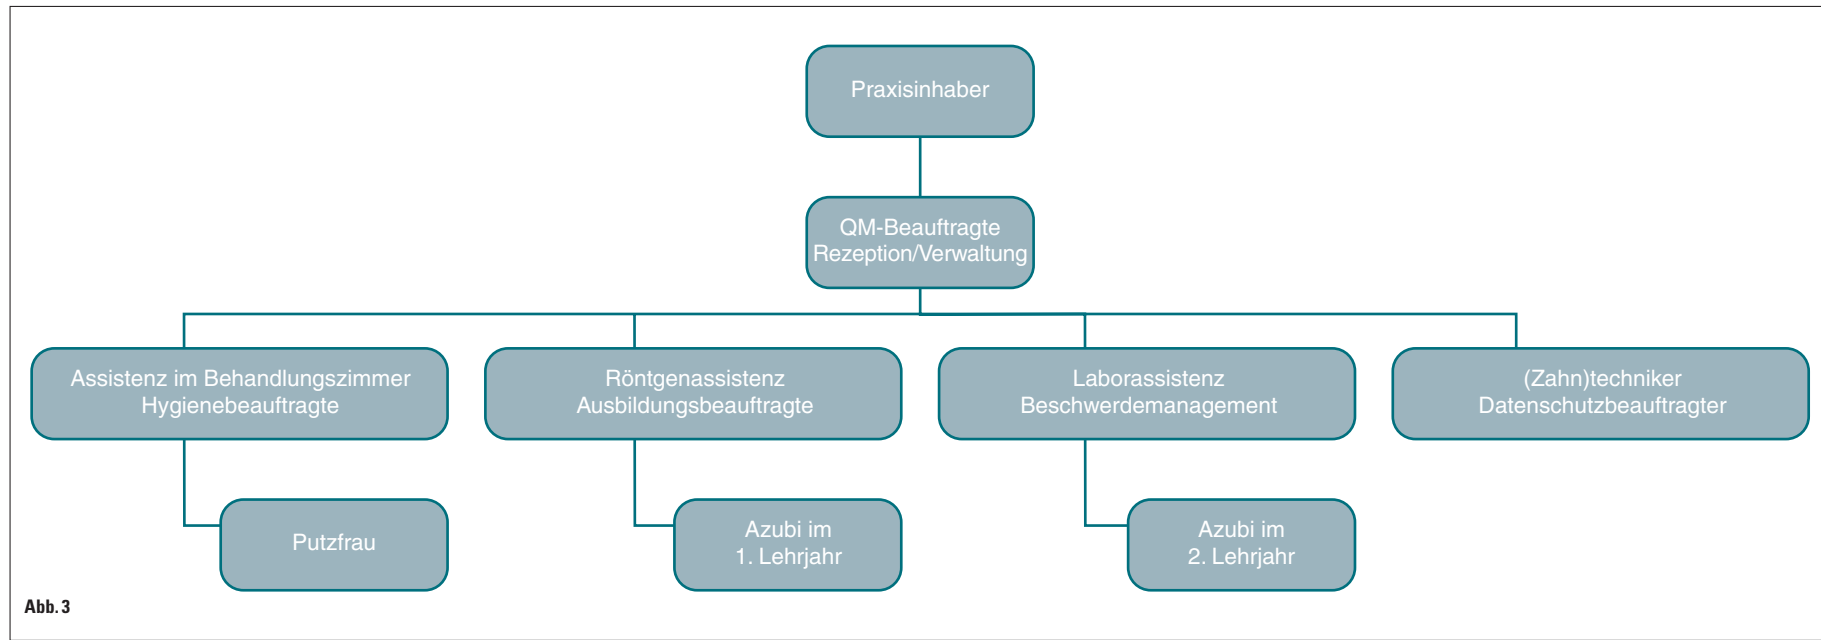 Praxisinhaber
QM-Beauftragte
Rezeption/Verwaltung
Assistenz im Behandlungszimmer
Hygienebeauftragte
Röntgenassistenz
Ausbildungsbeauftragte
Laborassistenz
Beschwerdemanagement
(Zahn)techniker
Datenschutzbeauftragter
Putzfrau
Azubi im
1. Lehrjahr
Azubi im
2. Lehrjahr
Abb. 3